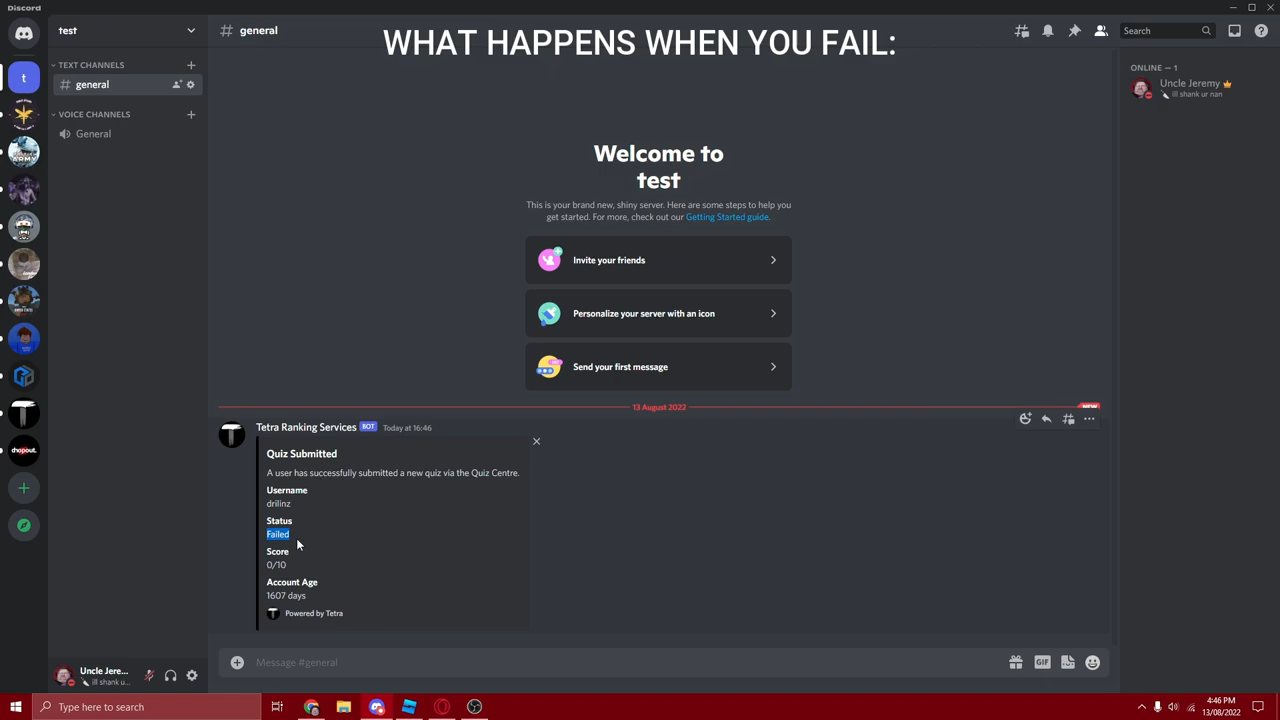 Discord
test
general
WHAT HAPPENS WHEN YOU FAIL:
Search
TEXT CHANNELS
general
VOICE CHANNELS
General
ONLINE — 1
Uncle Jeremy
ill shank ur nan
Welcome to
test
This is your brand new, shiny server. Here are some steps to help you
get started. For more, check out our Getting Started guide.
Invite your friends
Personalize your server with an icon
Send your first message
13 August 2022
NEW
Tetra Ranking Services BOT Today at 16:46
Quiz Submitted
A user has successfully submitted a new quiz via the Quiz Centre.
Username
drilinz
Status
Failed
Score
0/10
Account Age
1607 days
Powered by Tetra
Message #general
GIF
Uncle Jere...
ill shank u...
t
chopout.
Type here to search
4:46 PM
13/08/2022